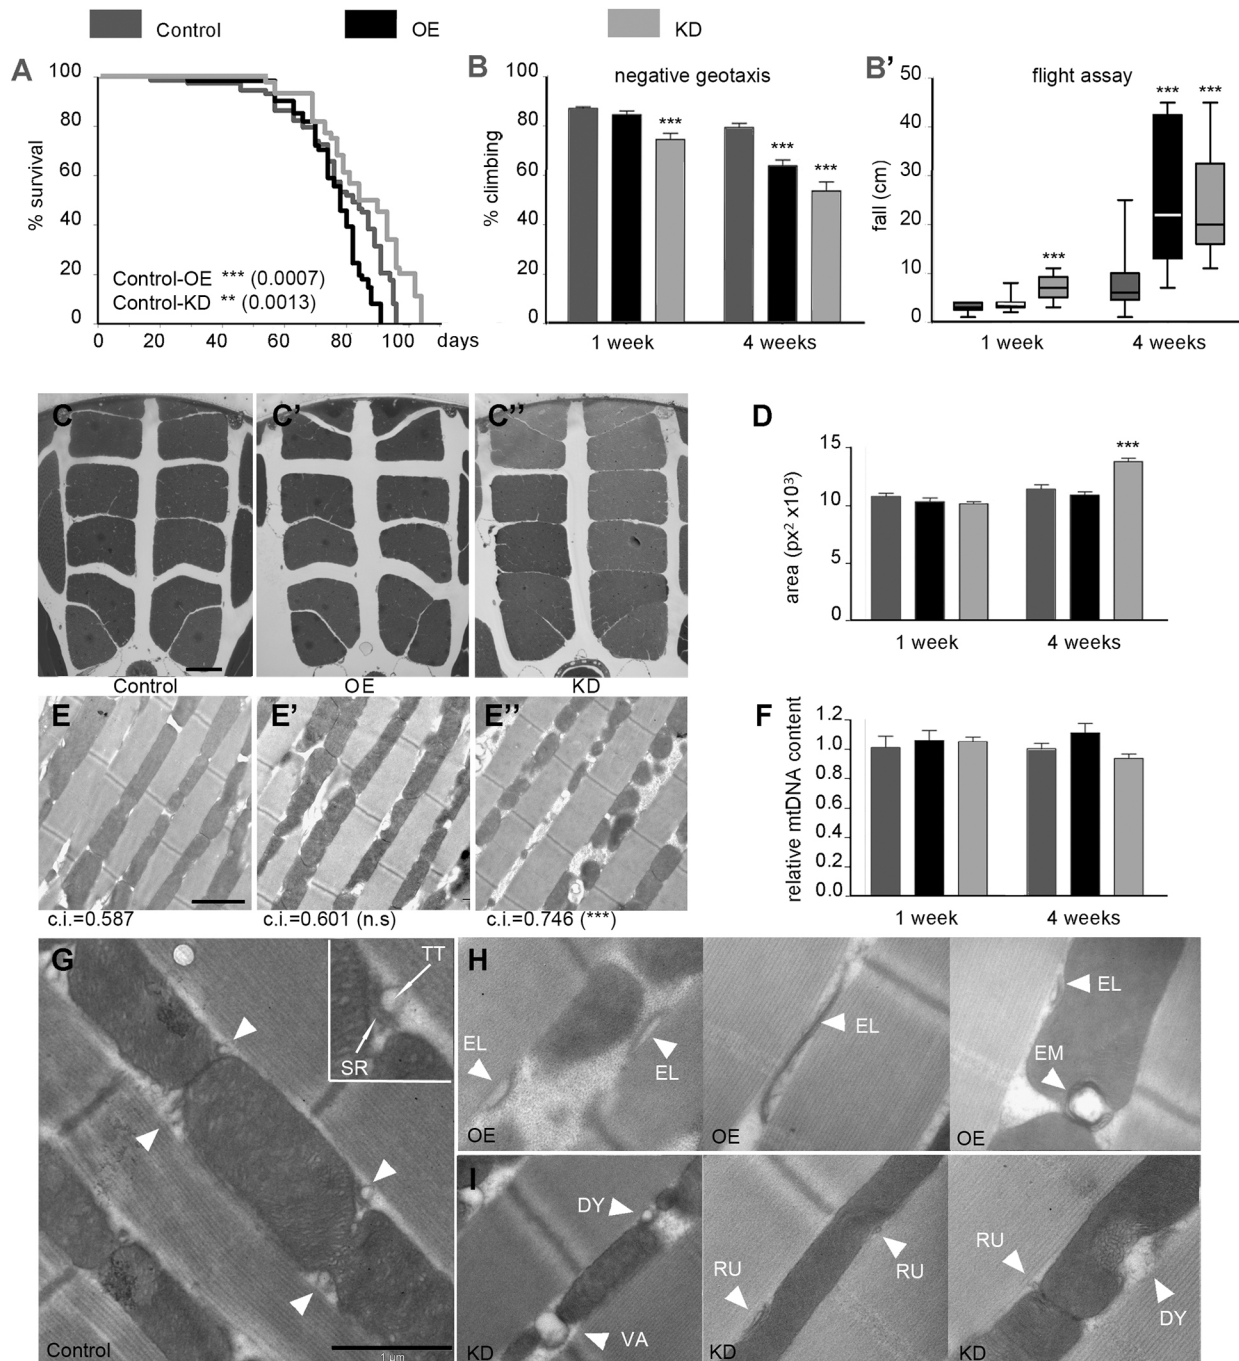 Control OE KD
A
100
80
60
40
20
0
% survival
Control-OE *** (0.0007)
Control-KD ** (0.0013)
0 20 40 60 80 100 days
B
negative geotaxis
100
80
60
40
20
0
% climbing
***
***
***
1 week 4 weeks
B'
flight assay
50
40
30
20
10
0
fall (cm)
***
***
***
1 week 4 weeks
C C' C''
Control OE KD
D
15
10
5
0
area (px² x10³)
***
1 week 4 weeks
E E' E''
c.i.=0.587 c.i.=0.601 (n.s) c.i.=0.746 (***)
F
1.2
1.0
0.8
0.6
0.4
0.2
0.0
relative mtDNA content
1 week 4 weeks
G
TT
SR
Control
1 µm
H
EL
EL
OE
EL
OE
EL
EM
OE
I
DY
VA
KD
RU
RU
KD
RU
DY
KD